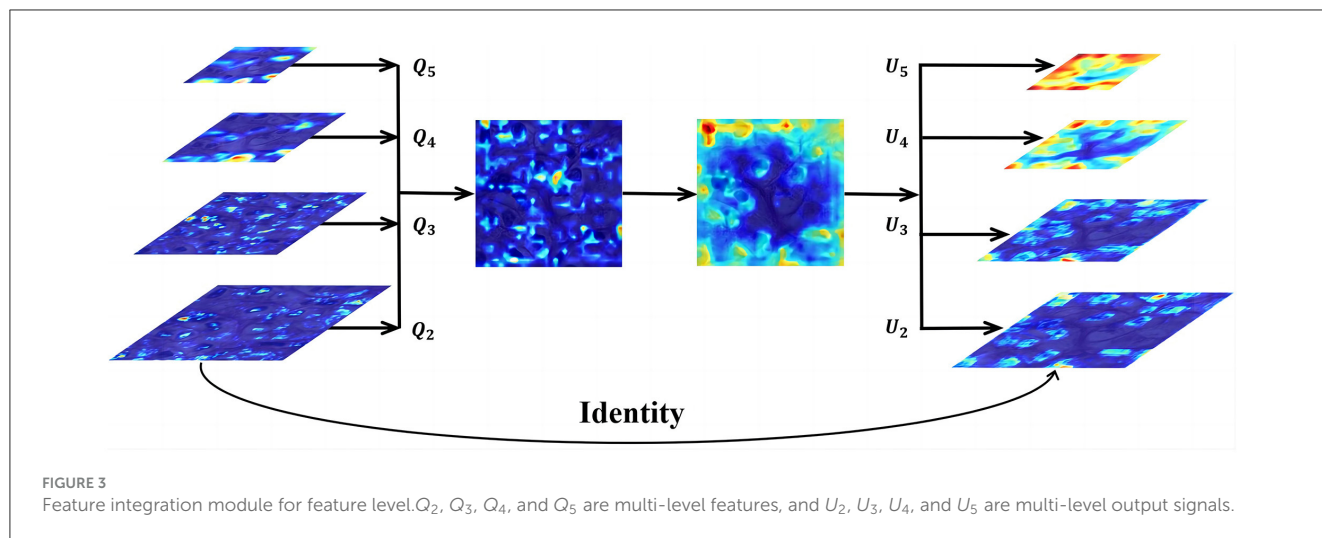 Q5
Q4
Q3
Q2
U5
U4
U3
U2
Identity
FIGURE 3
Feature integration module for feature level.Q2, Q3, Q4, and Q5 are multi-level features, and U2, U3, U4, and U5 are multi-level output signals.